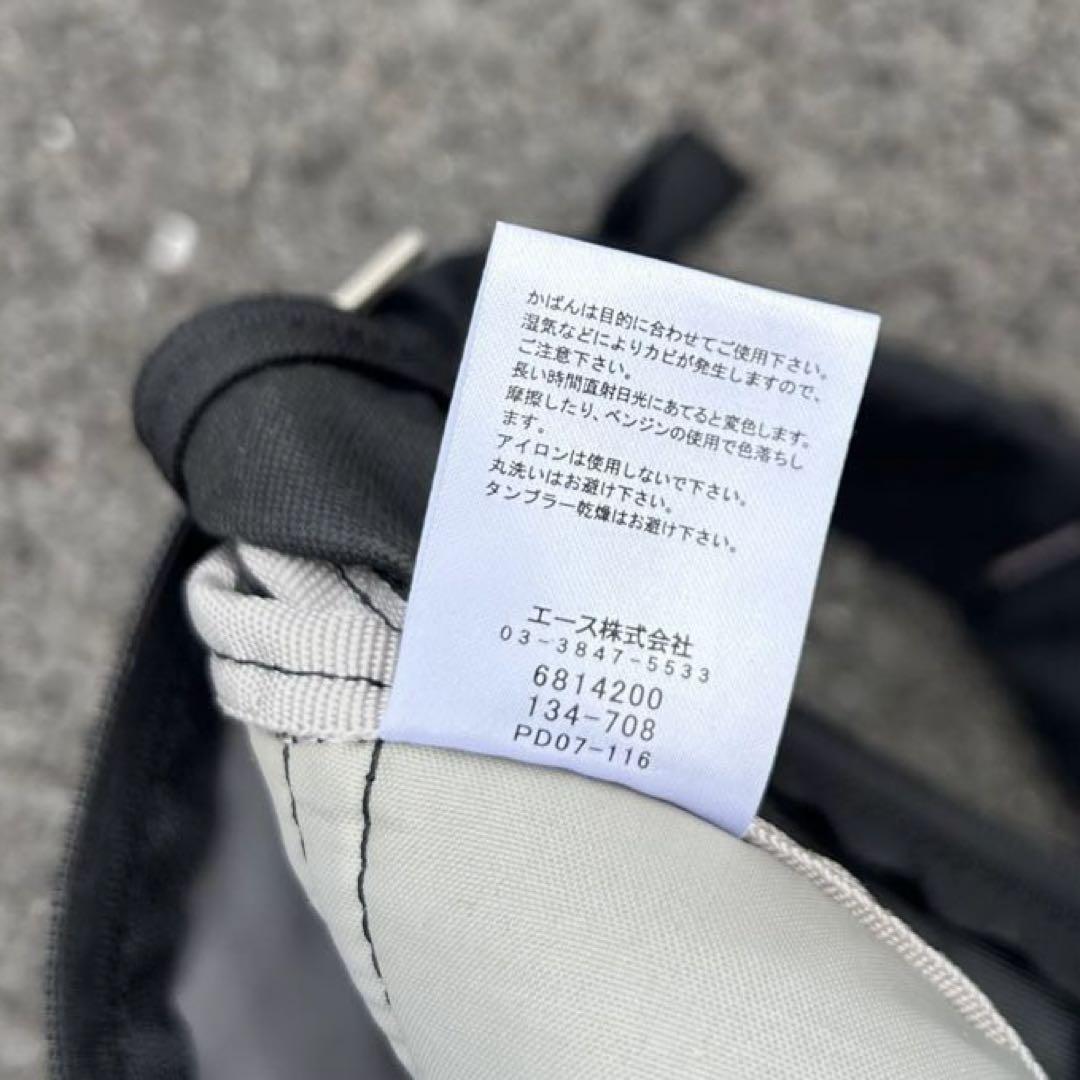 かばんは目的に合わせてご使用下さい。
湿気などによりカビが発生しますので、
ご注意下さい。
長い時間直射日光にあてると変色します。
摩擦したり、ベンジンの使用で色落ちし
ます。
アイロンは使用しないで下さい。
丸洗いはお避け下さい。
タンブラー乾燥はお避け下さい。
エース株式会社
03-3847-5533
6814200
134-708
PD07-116